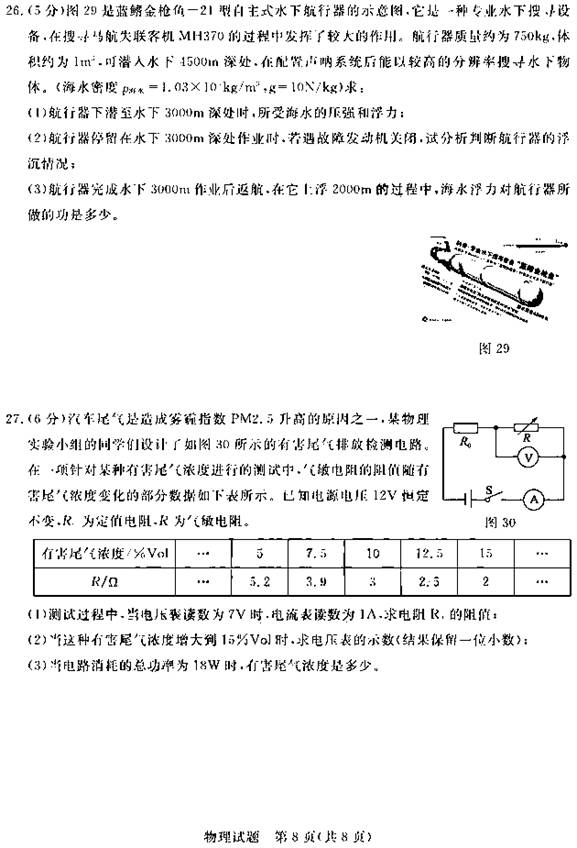 26.(5分)图29是蓝鳍金枪鱼-21型自主式水下航行器的示意图,它是一种专业水下搜寻设
备,在搜寻马航失联客机MH370的过程中发挥了较大的作用。航行器质量约为750kg,体
积约为1m³,可潜入水下4500m深处,在配置声呐系统后能以较高的分辨率搜寻水下物
体。(海水密度ρ海水=1.03×10³kg/m³,g=10N/kg)求:
(1)航行器下潜至水下3000m深处时,所受海水的压强和浮力;
(2)航行器停留在水下3000m深处作业时,若遇故障发动机关闭,试分析判断航行器的浮
沉情况;
(3)航行器完成水下3000m作业后返航,在它上浮2000m的过程中,海水浮力对航行器所
做的功是多少。
图29
27.(6分)汽车尾气是造成雾霾指数PM2.5升高的原因之一,某物理
实验小组的同学们设计了如图30所示的有害尾气排放检测电路。
在一项针对某种有害尾气浓度进行的测试中,气敏电阻的阻值随有
害尾气浓度变化的部分数据如下表所示。已知电源电压12V恒定
不变,R₀为定值电阻,R为气敏电阻。
R₀ R
V
S A
图30
有害尾气浓度/%Vol … 5 7.5 10 12.5 15 …
R/Ω … 5.2 3.9 3 2.5 2 …
(1)测试过程中,当电压表读数为7V时,电流表读数为1A,求电阻R₀的阻值;
(2)当这种有害尾气浓度增大到15%Vol时,求电压表的示数(结果保留一位小数);
(3)当电路消耗的总功率为18W时,有害尾气浓度是多少。
物理试题 第8页(共8页)